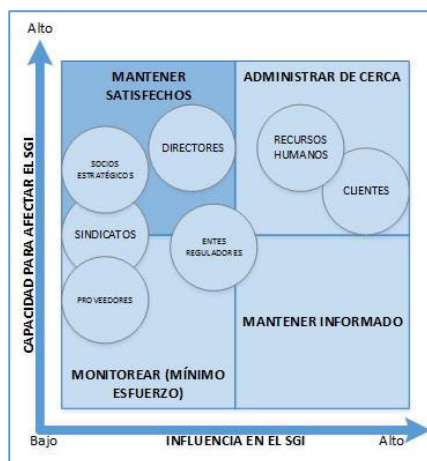 Alto
MANTENER
SATISFECHOS
ADMINISTRAR DE CERCA
DIRECTORES
RECURSOS
HUMANOS
SOCIOS
ESTRATÉGICOS
CLIENTES
SINDICATOS
ENTES
REGULADORES
PROVEEDORES
MANTENER INFORMADO
MONITOREAR (MÍNIMO
ESFUERZO)
CAPACIDAD PARA AFECTAR EL SGI
Bajo
INFLUENCIA EN EL SGI
Alto